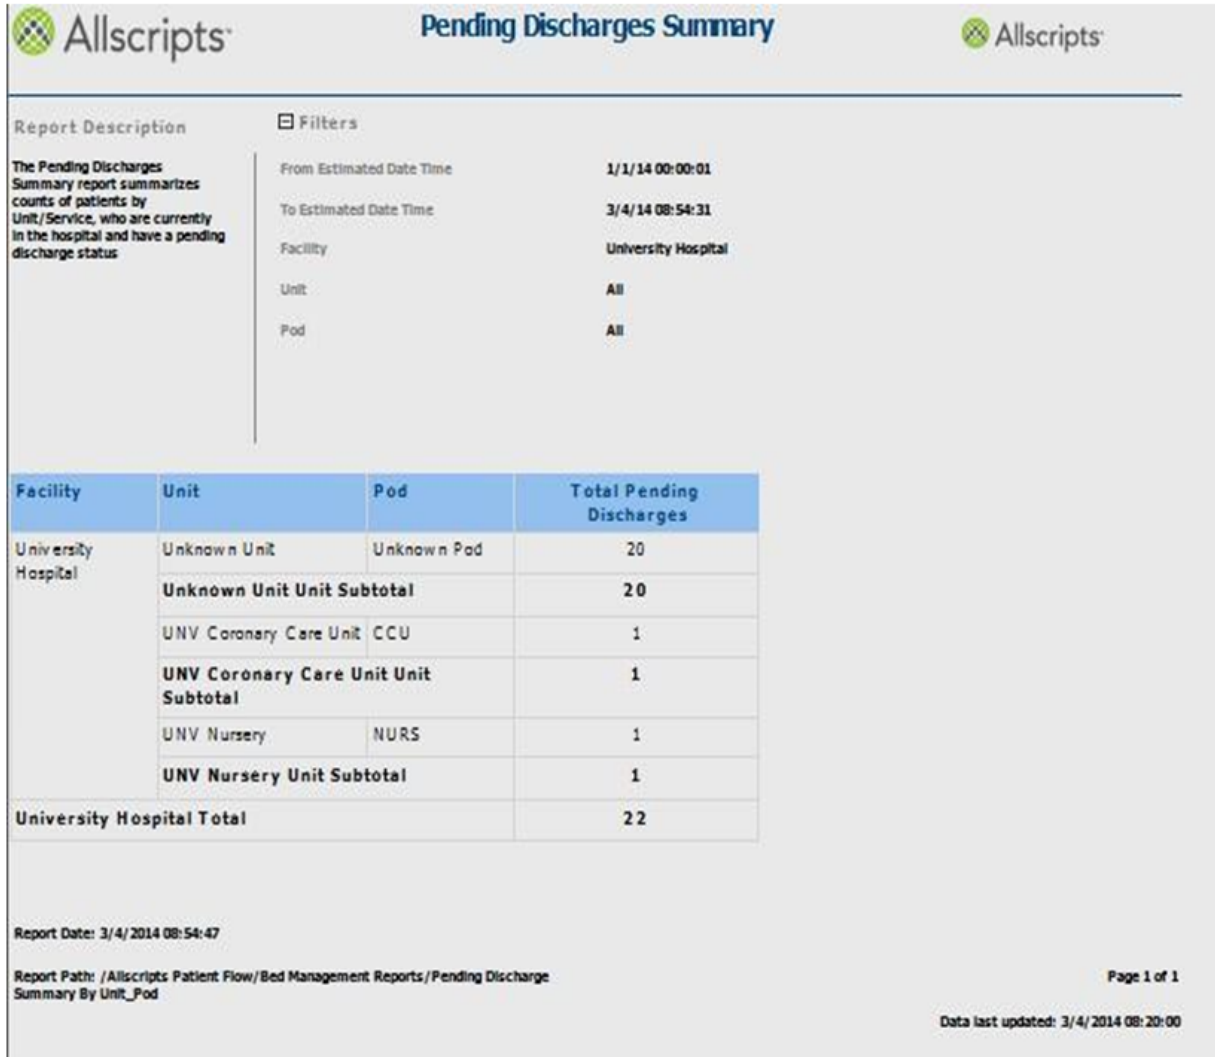 Allscripts
Pending Discharges Summary
Allscripts
Report Description
The Pending Discharges
Summary report summarizes
counts of patients by
Unit/Service, who are currently
in the hospital and have a pending
discharge status
Filters
From Estimated Date Time 1/1/14 00:00:01
To Estimated Date Time 3/4/14 08:54:31
Facility University Hospital
Unit All
Pod All
Facility Unit Pod Total Pending
Discharges
University
Hospital
Unknown Unit Unknown Pod 20
Unknown Unit Unit Subtotal 20
UNV Coronary Care Unit CCU 1
UNV Coronary Care Unit Unit
Subtotal 1
UNV Nursery NURS 1
UNV Nursery Unit Subtotal 1
University Hospital Total 22
Report Date: 3/4/2014 08:54:47
Report Path: /Allscripts Patient Flow/Bed Management Reports/Pending Discharge
Summary By Unit_Pod
Page 1 of 1
Data last updated: 3/4/2014 08:20:00